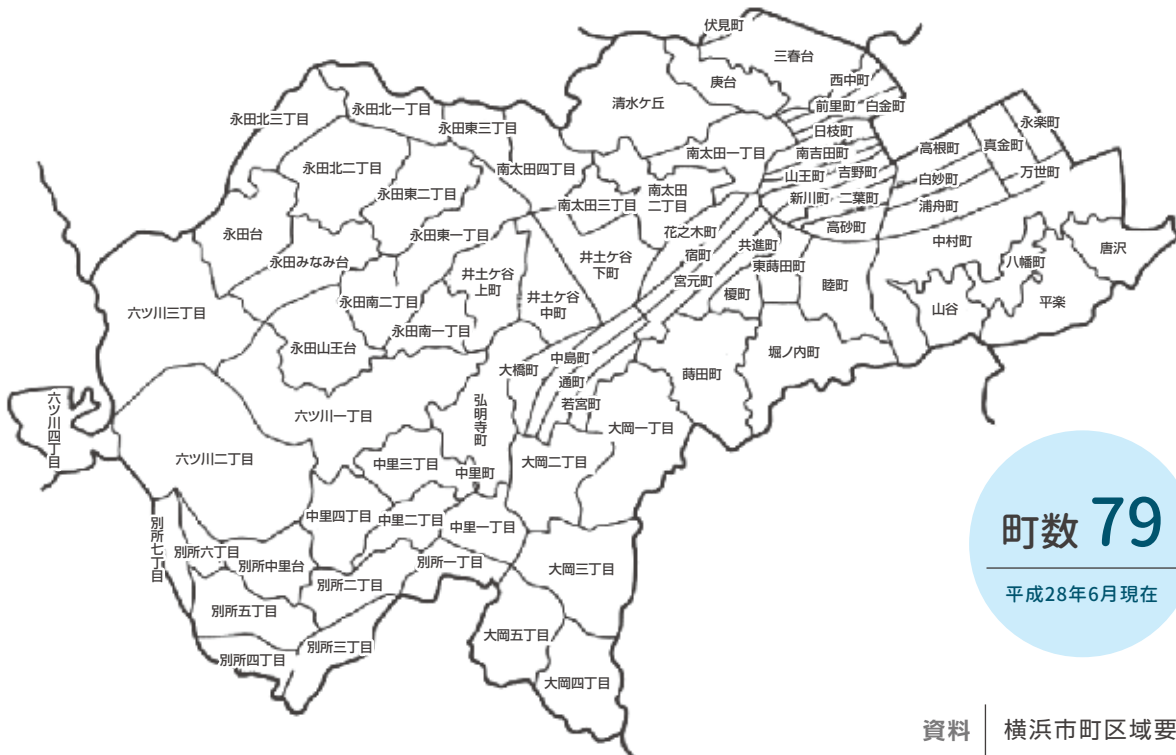 伏見町
三春台
庚台
西中町
清水ケ丘
前里町
白金町
永田北三丁目
永田北一丁目
永田東三丁目
日枝町
永楽町
永田北二丁目
南太田四丁目
南太田一丁目
南吉田町
高根町
真金町
永田東二丁目
南太田三丁目
南太田
二丁目
山王町
吉野町
白妙町
万世町
新川町
二葉町
浦舟町
永田台
永田東一丁目
花之木町
高砂町
中村町
唐沢
永田みなみ台
井土ケ谷
上町
井土ケ谷
下町
宿町
共進町
東蒔田町
八幡町
六ツ川三丁目
永田南二丁目
井土ケ谷
中町
宮元町
榎町
睦町
山谷
平楽
永田南一丁目
永田山王台
大橋町
中島町
堀ノ内町
通町
蒔田町
六ツ川四丁目
六ツ川一丁目
弘明寺町
若宮町
大岡一丁目
六ツ川二丁目
中里三丁目
中里町
大岡二丁目
中里四丁目
中里二丁目
中里一丁目
別所七丁目
別所六丁目
別所中里台
別所一丁目
大岡三丁目
別所二丁目
別所五丁目
大岡五丁目
別所三丁目
別所四丁目
大岡四丁目
町数 79
平成28年6月現在
資料 横浜市町区域要